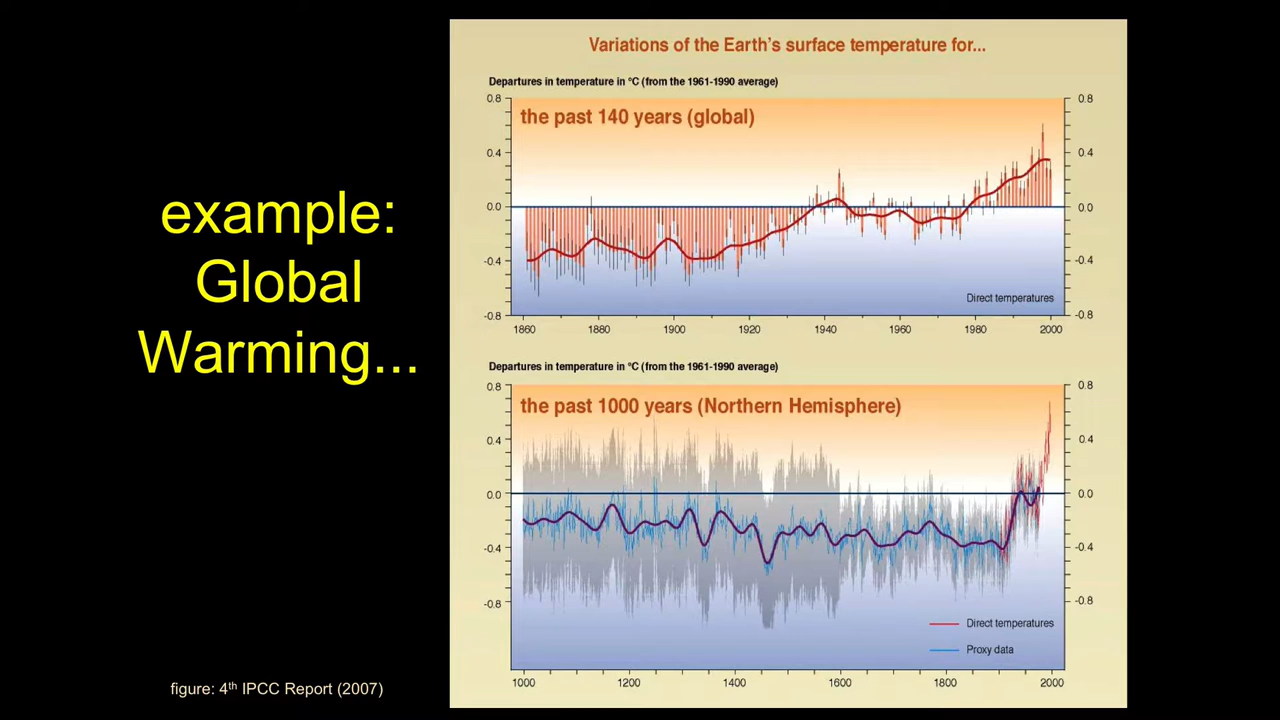 example:
Global
Warming...
figure: 4th IPCC Report (2007)
Variations of the Earth's surface temperature for...
Departures in temperature in °C (from the 1961-1990 average)
the past 140 years (global)
0.8
0.4
0.0
-0.4
-0.8
0.8
0.4
0.0
-0.4
-0.8
Direct temperatures
1860 1880 1900 1920 1940 1960 1980 2000
Departures in temperature in °C (from the 1961-1990 average)
the past 1000 years (Northern Hemisphere)
0.8
0.4
0.0
-0.4
-0.8
0.8
0.4
0.0
-0.4
-0.8
Direct temperatures
Proxy data
1000 1200 1400 1600 1800 2000